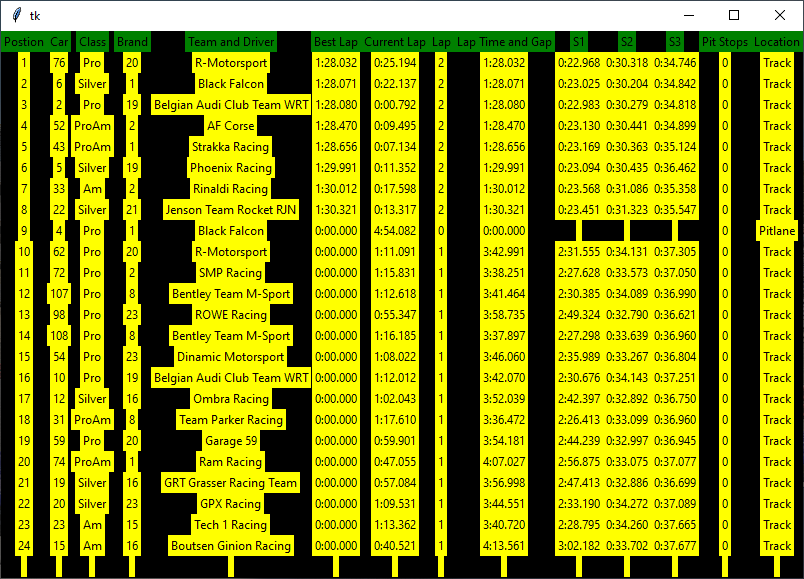 tk
Postion Car Class Brand Team and Driver Best Lap Current Lap Lap Lap Time and Gap S1 S2 S3 Pit Stops Location
1 76 Pro 20 R-Motorsport 1:28.032 0:25.194 2 1:28.032 0:22.968 0:30.318 0:34.746 0 Track
2 6 Silver 1 Black Falcon 1:28.071 0:22.137 2 1:28.071 0:23.025 0:30.204 0:34.842 0 Track
3 2 Pro 19 Belgian Audi Club Team WRT 1:28.080 0:00.792 2 1:28.080 0:22.983 0:30.279 0:34.818 0 Track
4 52 ProAm 2 AF Corse 1:28.470 0:09.495 2 1:28.470 0:23.130 0:30.441 0:34.899 0 Track
5 43 ProAm 1 Strakka Racing 1:28.656 0:07.134 2 1:28.656 0:23.169 0:30.363 0:35.124 0 Track
6 5 Silver 19 Phoenix Racing 1:29.991 0:11.352 2 1:29.991 0:23.094 0:30.435 0:36.462 0 Track
7 33 Am 2 Rinaldi Racing 1:30.012 0:17.598 2 1:30.012 0:23.568 0:31.086 0:35.358 0 Track
8 22 Silver 21 Jenson Team Rocket RJN 1:30.321 0:13.317 2 1:30.321 0:23.451 0:31.323 0:35.547 0 Track
9 4 Pro 1 Black Falcon 0:00.000 4:54.082 0 0:00.000 0 Pitlane
10 62 Pro 20 R-Motorsport 0:00.000 1:11.091 1 3:42.991 2:31.555 0:34.131 0:37.305 0 Track
11 72 Pro 2 SMP Racing 0:00.000 1:15.831 1 3:38.251 2:27.628 0:33.573 0:37.050 0 Track
12 107 Pro 8 Bentley Team M-Sport 0:00.000 1:12.618 1 3:41.464 2:30.385 0:34.089 0:36.990 0 Track
13 98 Pro 23 ROWE Racing 0:00.000 0:55.347 1 3:58.735 2:49.324 0:32.790 0:36.621 0 Track
14 108 Pro 8 Bentley Team M-Sport 0:00.000 1:16.185 1 3:37.897 2:27.298 0:33.639 0:36.960 0 Track
15 54 Pro 23 Dinamic Motorsport 0:00.000 1:08.022 1 3:46.060 2:35.989 0:33.267 0:36.804 0 Track
16 10 Pro 19 Belgian Audi Club Team WRT 0:00.000 1:12.012 1 3:42.070 2:30.676 0:34.143 0:37.251 0 Track
17 12 Silver 16 Ombra Racing 0:00.000 1:02.043 1 3:52.039 2:42.397 0:32.892 0:36.750 0 Track
18 31 ProAm 8 Team Parker Racing 0:00.000 1:17.610 1 3:36.472 2:26.413 0:33.099 0:36.960 0 Track
19 59 Pro 20 Garage 59 0:00.000 0:59.901 1 3:54.181 2:44.239 0:32.997 0:36.945 0 Track
20 74 ProAm 1 Ram Racing 0:00.000 0:47.055 1 4:07.027 2:56.875 0:33.075 0:37.077 0 Track
21 19 Silver 16 GRT Grasser Racing Team 0:00.000 0:57.084 1 3:56.998 2:47.413 0:32.886 0:36.699 0 Track
22 20 Silver 23 GPX Racing 0:00.000 1:09.531 1 3:44.551 2:33.190 0:34.272 0:37.089 0 Track
23 23 Am 15 Tech 1 Racing 0:00.000 1:13.362 1 3:40.720 2:28.795 0:34.260 0:37.665 0 Track
24 15 Am 16 Boutsen Ginion Racing 0:00.000 0:40.521 1 4:13.561 3:02.182 0:33.702 0:37.677 0 Track